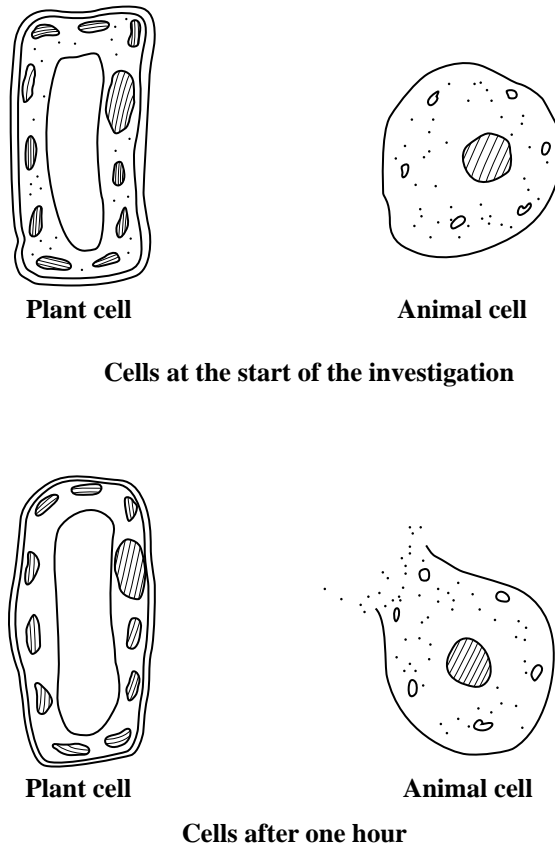 Plant cell
Animal cell
Cells at the start of the investigation
Plant cell
Animal cell
Cells after one hour